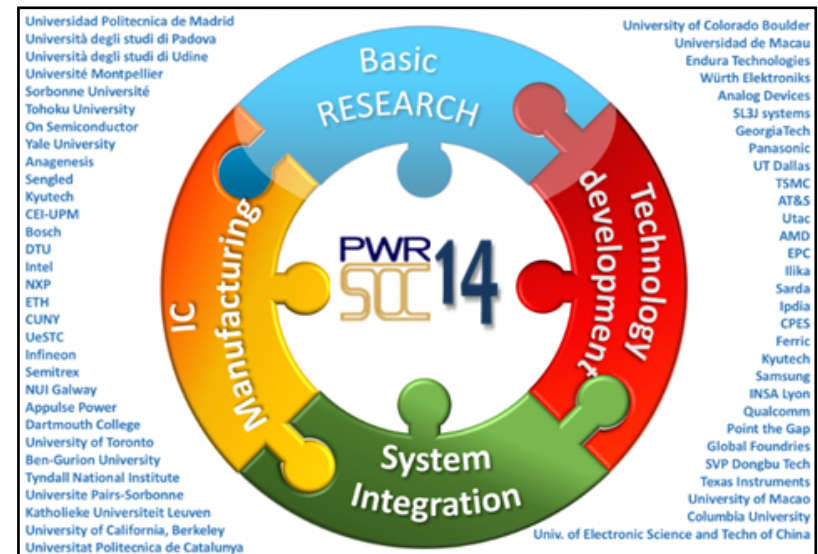 Universidad Politecnica de Madrid
Università degli studi di Padova
Università degli studi di Udine
Université Montpellier
Sorbonne Université
Tohoku University
On Semiconductor
Yale University
Anagenesis
Sengled
Kyutech
CEI-UPM
Bosch
DTU
Intel
NXP
ETH
CUNY
UeSTC
Infineon
Semitrex
NUI Galway
Appulse Power
Dartmouth College
University of Toronto
Ben-Gurion University
Tyndall National Institute
Universite Pairs-Sorbonne
Katholieke Universiteit Leuven
University of California, Berkeley
Universitat Politecnica de Catalunya
Basic
RESEARCH
Technology
development
System
Integration
IC
Manufacturing
PWR
SOC 14
University of Colorado Boulder
Universidad de Macau
Endura Technologies
Würth Elektroniks
Analog Devices
SL3J systems
GeorgiaTech
Panasonic
UT Dallas
TSMC
AT&S
Utac
AMD
EPC
Ilika
Sarda
Ipdia
CPES
Ferric
Kyutech
Samsung
INSA Lyon
Qualcomm
Point the Gap
Global Foundries
SVP Dongbu Tech
Texas Instruments
University of Macao
Columbia University
Univ. of Electronic Science and Techn of China